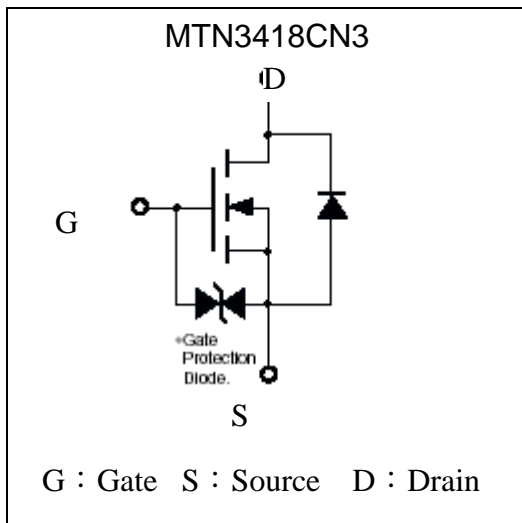 MTN3418CN3
D
G
*Gate
Protection
Diode.
S
G：Gate S：Source D：Drain